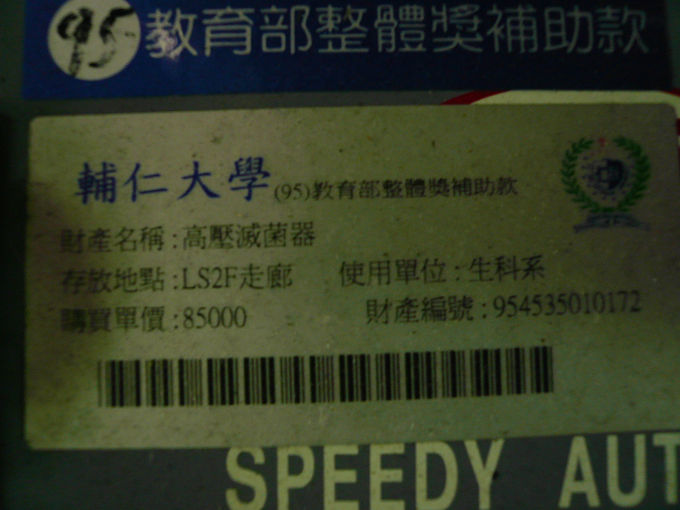 95 教育部整體獎補助款
輔仁大學 (95)教育部整體獎補助款
財產名稱:高壓滅菌器
存放地點:LS2F走廊 使用單位:生科系
購買單價:85000 財產編號:954535010172
SPEEDY AUT